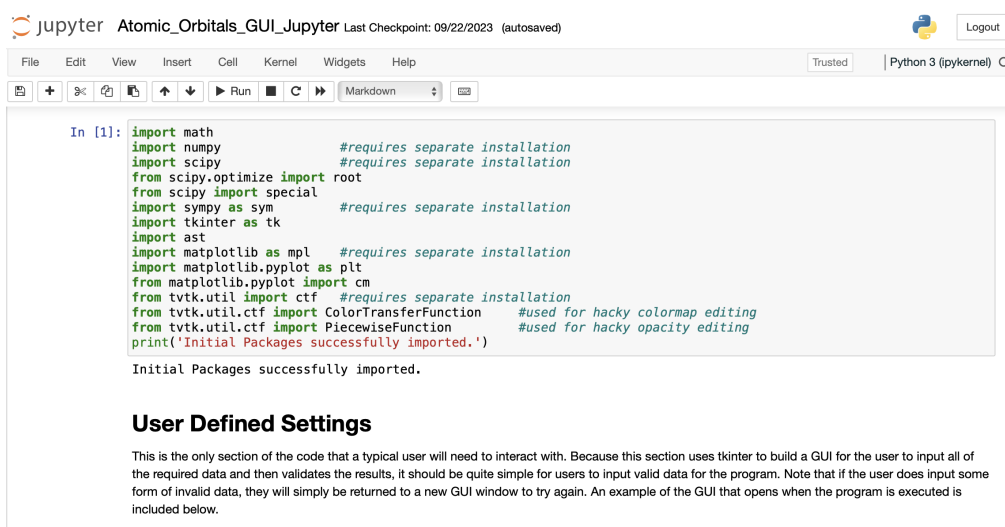 jupyter Atomic_Orbitals_GUI_Jupyter Last Checkpoint: 09/22/2023 (autosaved)
Logout
File Edit View Insert Cell Kernel Widgets Help
Trusted Python 3 (ipykernel)
Run Markdown
In [1]: import math
import numpy #requires separate installation
import scipy #requires separate installation
from scipy.optimize import root
from scipy import special
import sympy as sym #requires separate installation
import tkinter as tk
import ast
import matplotlib as mpl #requires separate installation
import matplotlib.pyplot as plt
from matplotlib.pyplot import cm
from tvtk.util import ctf #requires separate installation
from tvtk.util.ctf import ColorTransferFunction #used for hacky colormap editing
from tvtk.util.ctf import PiecewiseFunction #used for hacky opacity editing
print('Initial Packages successfully imported.')
Initial Packages successfully imported.
User Defined Settings
This is the only section of the code that a typical user will need to interact with. Because this section uses tkinter to build a GUI for the user to input all of
the required data and then validates the results, it should be quite simple for users to input valid data for the program. Note that if the user does input some
form of invalid data, they will simply be returned to a new GUI window to try again. An example of the GUI that opens when the program is executed is
included below.